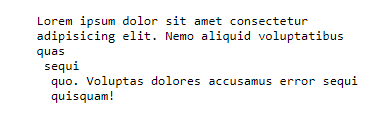 Lorem ipsum dolor sit amet consectetur
adipisicing elit. Nemo aliquid voluptatibus
quas
 sequi
  quo. Voluptas dolores accusamus error sequi
  quisquam!